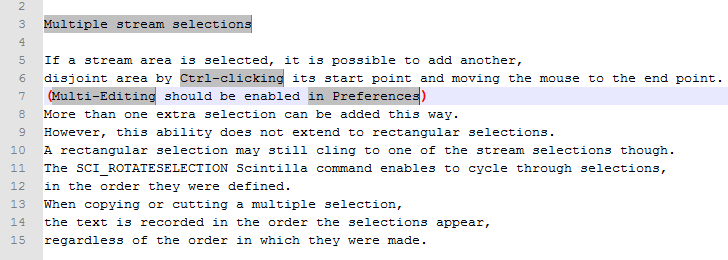 2
3 Multiple stream selections
4
5 If a stream area is selected, it is possible to add another,
6 disjoint area by Ctrl-clicking its start point and moving the mouse to the end point.
7 (Multi-Editing should be enabled in Preferences)
8 More than one extra selection can be added this way.
9 However, this ability does not extend to rectangular selections.
10 A rectangular selection may still cling to one of the stream selections though.
11 The SCI_ROTATESELECTION Scintilla command enables to cycle through selections,
12 in the order they were defined.
13 When copying or cutting a multiple selection,
14 the text is recorded in the order the selections appear,
15 regardless of the order in which they were made.